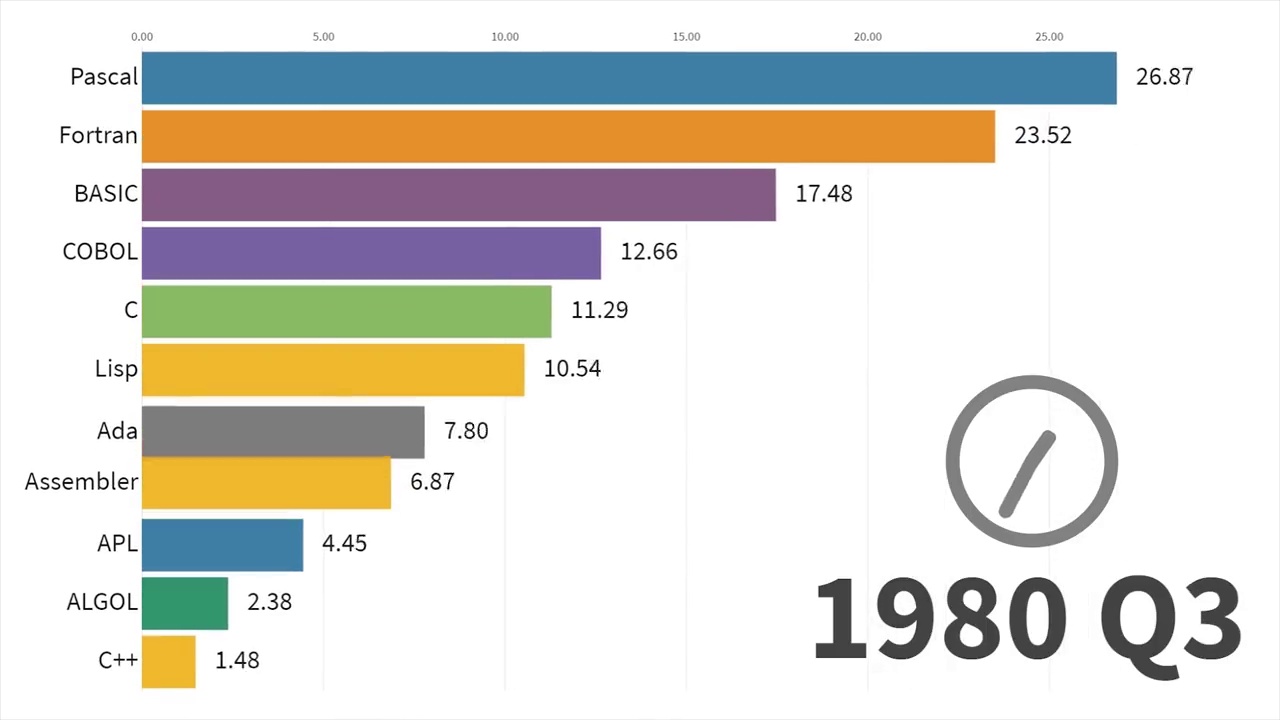 0.00 5.00 10.00 15.00 20.00 25.00
Pascal 26.87
Fortran 23.52
BASIC 17.48
COBOL 12.66
C 11.29
Lisp 10.54
Ada 7.80
Assembler 6.87
APL 4.45
ALGOL 2.38
C++ 1.48
1980 Q3